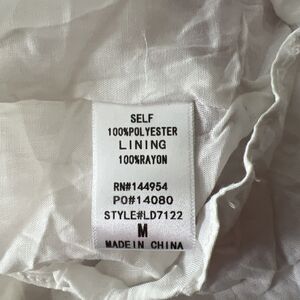 SELF
100%POLYESTER
LINING
100%RAYON
RN#144954
PO#14080
STYLE#LD7122
M
MADE IN CHINA